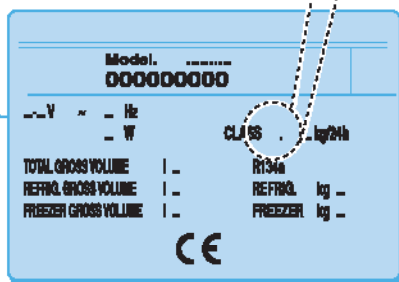 Model. ..........
000000000
--.-- V ~ -- Hz
-- W CLASS . -- kg/24h
TOTAL GROSS VOLUME l -- R134a
REFRIG. GROSS VOLUME l -- REFRIG. kg --
FREEZER GROSS VOLUME l -- FREEZER kg --
CE